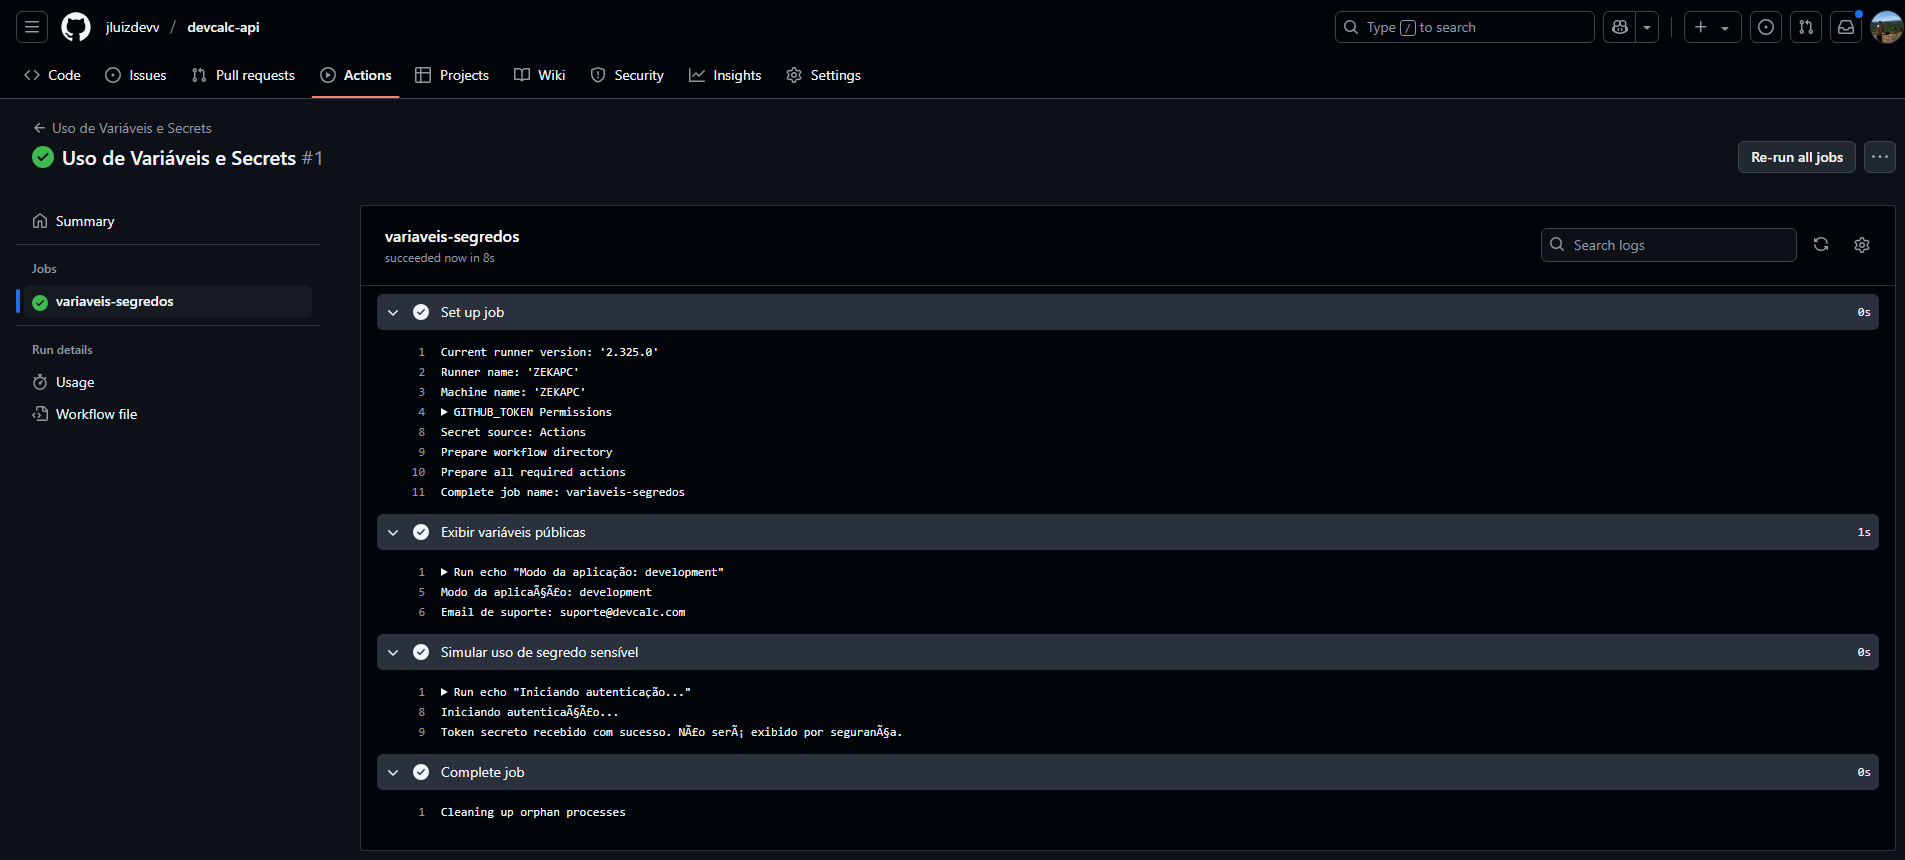 jluizdevv / devcalc-api
Type / to search
Code Issues Pull requests Actions Projects Wiki Security Insights Settings
← Uso de Variáveis e Secrets
Uso de Variáveis e Secrets #1
Re-run all jobs
Summary
Jobs
variaveis-segredos
Run details
Usage
Workflow file
variaveis-segredos
succeeded now in 8s
Search logs
Set up job 0s
1 Current runner version: '2.325.0'
2 Runner name: 'ZEKAPC'
3 Machine name: 'ZEKAPC'
4 ▶ GITHUB_TOKEN Permissions
8 Secret source: Actions
9 Prepare workflow directory
10 Prepare all required actions
11 Complete job name: variaveis-segredos
Exibir variáveis públicas 1s
1 ▶ Run echo "Modo da aplicação: development"
5 Modo da aplicaÃ§Ã£o: development
6 Email de suporte: suporte@devcalc.com
Simular uso de segredo sensível 0s
1 ▶ Run echo "Iniciando autenticação..."
8 Iniciando autenticaÃ§Ã£o...
9 Token secreto recebido com sucesso. NÃ£o serÃ¡ exibido por seguranÃ§a.
Complete job 0s
1 Cleaning up orphan processes